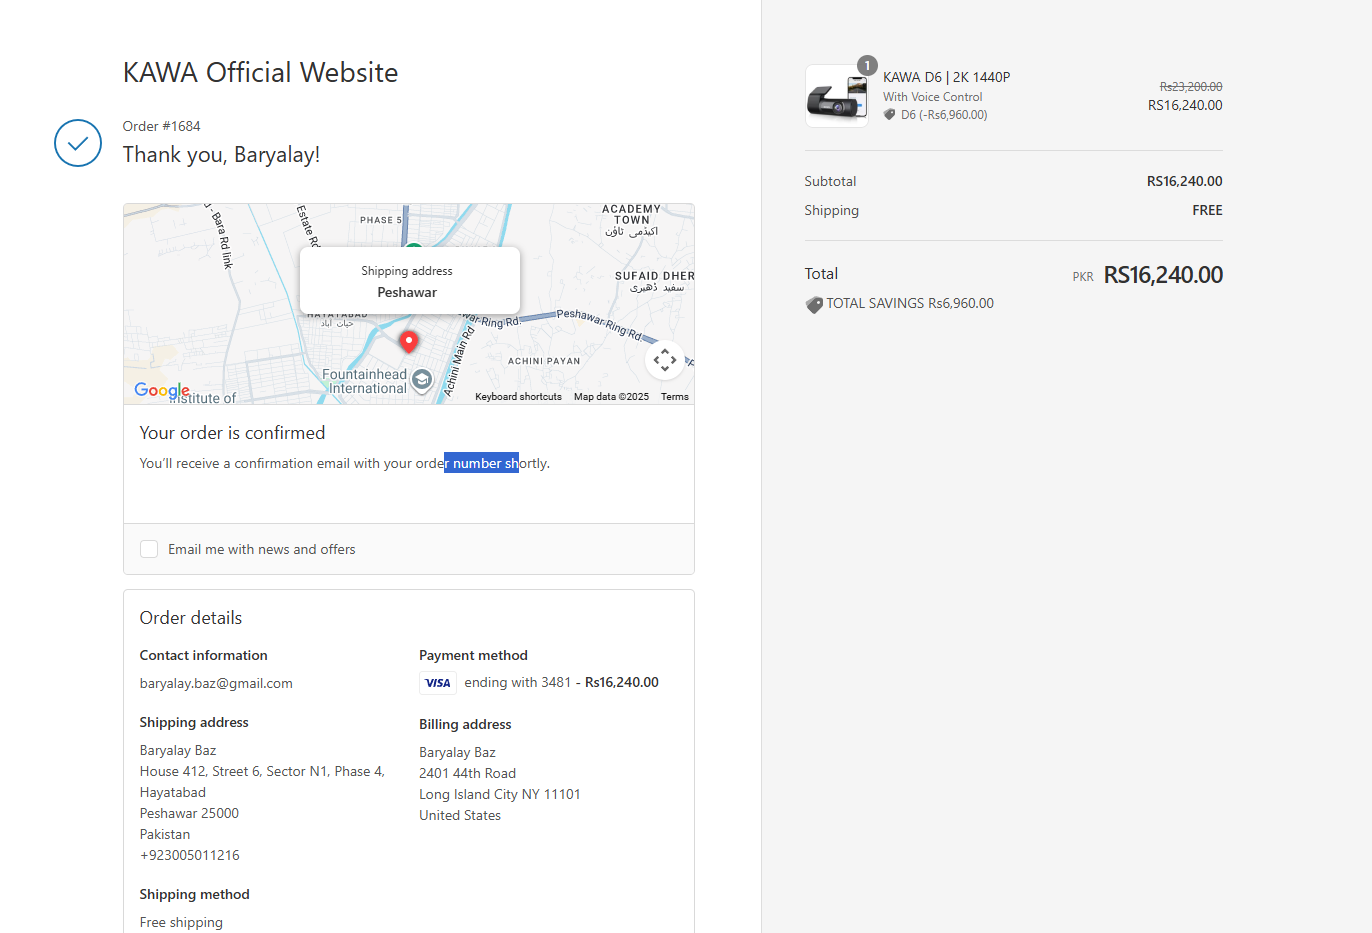 KAWA Official Website
Order #1684
Thank you, Baryalay!
PHASE 5
ACADEMY
TOWN
اکیڈمی ٹاؤن
- Bara Rd link
Estate Rd
Shipping address
Peshawar
SUFAID DHER
سفید ڈھیری
HAYATABAD
حیات آباد
war-Ring Rd.
Peshawar-Ring Rd.
Achini Main Rd
ACHINI PAYAN
Fountainhead
International
Google
Institute of
Keyboard shortcuts
Map data ©2025
Terms
Your order is confirmed
You'll receive a confirmation email with your order number shortly.
Email me with news and offers
Order details
Contact information
baryalay.baz@gmail.com
Shipping address
Baryalay Baz
House 412, Street 6, Sector N1, Phase 4,
Hayatabad
Peshawar 25000
Pakistan
+923005011216
Shipping method
Free shipping
Payment method
VISA ending with 3481 - Rs16,240.00
Billing address
Baryalay Baz
2401 44th Road
Long Island City NY 11101
United States
1
KAWA D6 | 2K 1440P
With Voice Control
D6 (-Rs6,960.00)
Rs23,200.00
RS16,240.00
Subtotal RS16,240.00
Shipping FREE
Total PKR RS16,240.00
TOTAL SAVINGS Rs6,960.00